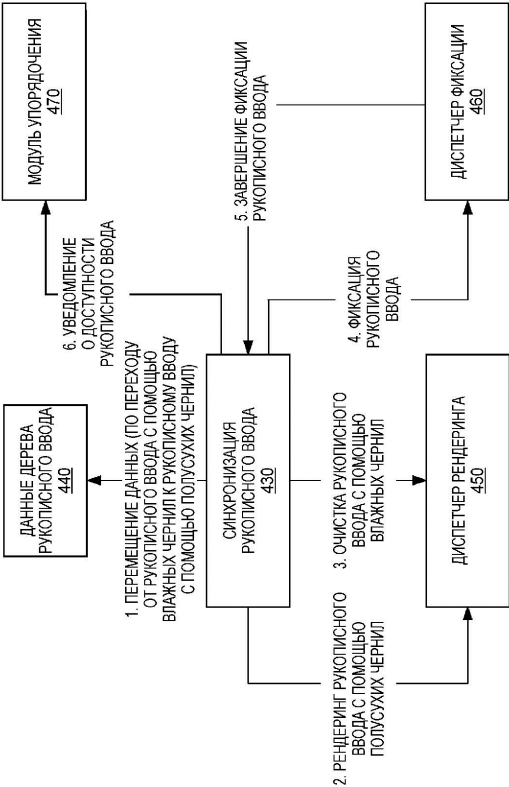 ДАННЫЕ ДЕРЕВА
РУКОПИСНОГО ВВОДА
440
МОДУЛЬ УПОРЯДОЧЕНИЯ
470
1. ПЕРЕМЕЩЕНИЕ ДАННЫХ (ПО ПЕРЕХОДУ
ОТ РУКОПИСНОГО ВВОДА С ПОМОЩЬЮ
ВЛАЖНЫХ ЧЕРНИЛ К РУКОПИСНОМУ ВВОДУ
С ПОМОЩЬЮ ПОЛУСУХИХ ЧЕРНИЛ)
6. УВЕДОМЛЕНИЕ
О ДОСТУПНОСТИ
РУКОПИСНОГО ВВОДА
СИНХРОНИЗАЦИЯ
РУКОПИСНОГО ВВОДА
430
5. ЗАВЕРШЕНИЕ ФИКСАЦИИ
РУКОПИСНОГО ВВОДА
2. РЕНДЕРИНГ РУКОПИСНОГО
ВВОДА С ПОМОЩЬЮ
ПОЛУСУХИХ ЧЕРНИЛ
3. ОЧИСТКА РУКОПИСНОГО
ВВОДА С ПОМОЩЬЮ
ВЛАЖНЫХ ЧЕРНИЛ
4. ФИКСАЦИЯ
РУКОПИСНОГО
ВВОДА
ДИСПЕТЧЕР РЕНДЕРИНГА
450
ДИСПЕТЧЕР ФИКСАЦИИ
460